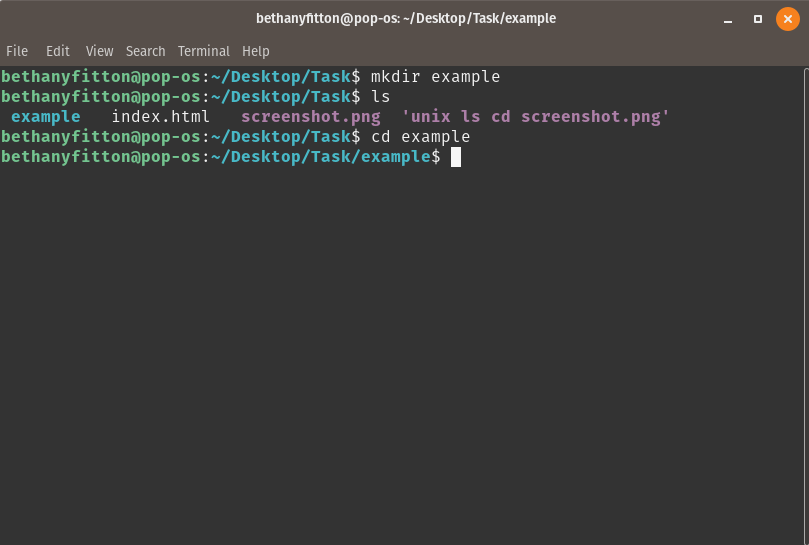 bethanyfitton@pop-os: ~/Desktop/Task/example
File Edit View Search Terminal Help
bethanyfitton@pop-os:~/Desktop/Task$ mkdir example
bethanyfitton@pop-os:~/Desktop/Task$ ls
example index.html screenshot.png 'unix ls cd screenshot.png'
bethanyfitton@pop-os:~/Desktop/Task$ cd example
bethanyfitton@pop-os:~/Desktop/Task/example$